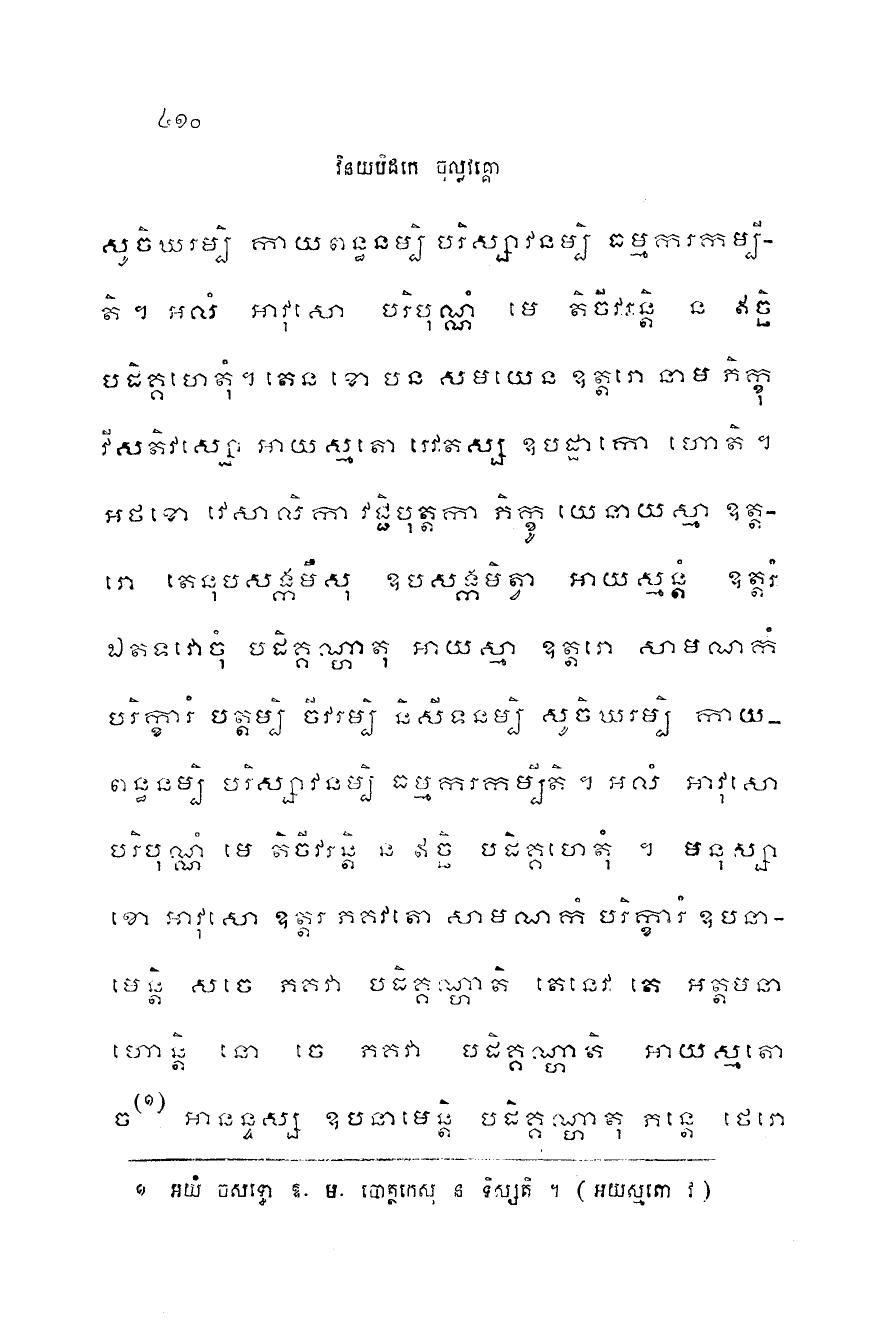 ៤១០
វិនយបិដកេ ចុល្លវគ្គោ
សូចិឃរម្បិ កាយពន្ធនម្បិ បរិស្សាវនម្បិ ធម្មករកម្បី-
តិ ។ អលំ អាវុសោ បរិបុណ្ណំ មេ តិចីវរន្តិ ន ឥច្ឆិ
បដិគ្គហេតុំ ។ តេន ខោ បន សមយេន ឧត្តរោ នាម ភិក្ខុ
វីសតិវស្សោ អាយស្មតោ រេវតស្ស ឧបដ្ឋាកោ ហោតិ ។
អថខោ វេសាលិកា វជ្ជិបុត្តកា ភិក្ខូ យេនាយស្មា ឧត្ត-
រោ តេនុបសង្កមឹសុ ឧបសង្កមិត្វា អាយស្មន្តំ ឧត្តរំ
ឯតទវោចុំ បដិគ្គណ្ហាតុ អាយស្មា ឧត្តរោ សាមណកំ
បរិក្ខារំ បត្តម្បិ ចីវរម្បិ និសីទនម្បិ សូចិឃរម្បិ កាយ-
ពន្ធនម្បិ បរិស្សាវនម្បិ ធម្មករកម្បីតិ ។ អលំ អាវុសោ
បរិបុណ្ណំ មេ តិចីវរន្តិ ន ឥច្ឆិ បដិគ្គហេតុំ ។ មនុស្សា
ខោ អាវុសោ ឧត្តរ ភគវតោ សាមណកំ បរិក្ខារំ ឧបនា-
មេន្តិ សចេ ភគវា បដិគ្គណ្ហាតិ តេនេវ តេ អត្តមនា
ហោន្តិ នោ ចេ ភគវា បដិគ្គណ្ហាតិ អាយស្មតោ
ច(១) អានន្ទស្ស ឧបនាមេន្តិ បដិគ្គណ្ហាតុ ភន្តេ ថេរោ
១ អយំ ចសទ្ទោ ឱ. ម. បោត្ថកេសុ ន ទិស្សតិ ។ (អយស្មតោ វ)